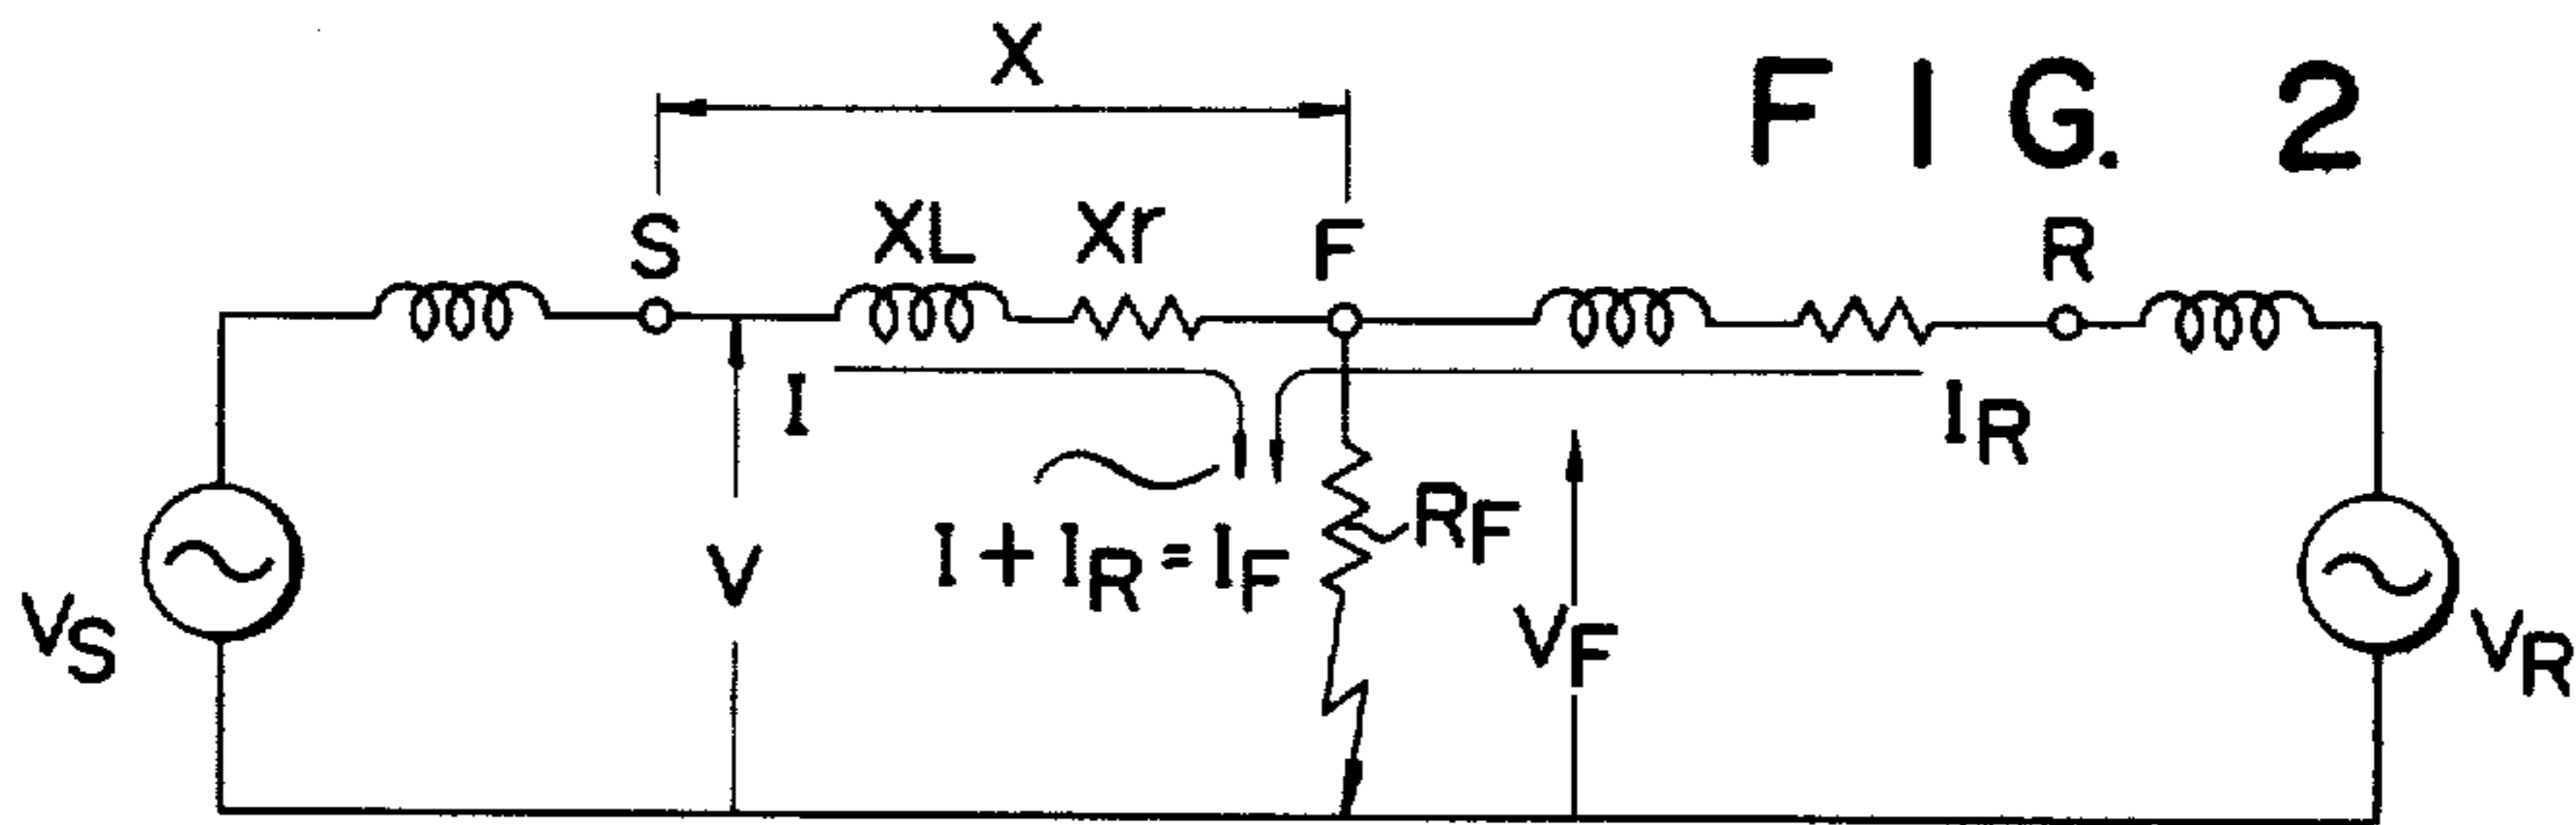 X
FIG. 2
S
XL
Xr
F
R
I
IR
V
I + IR = IF
RF
VF
VS
VR